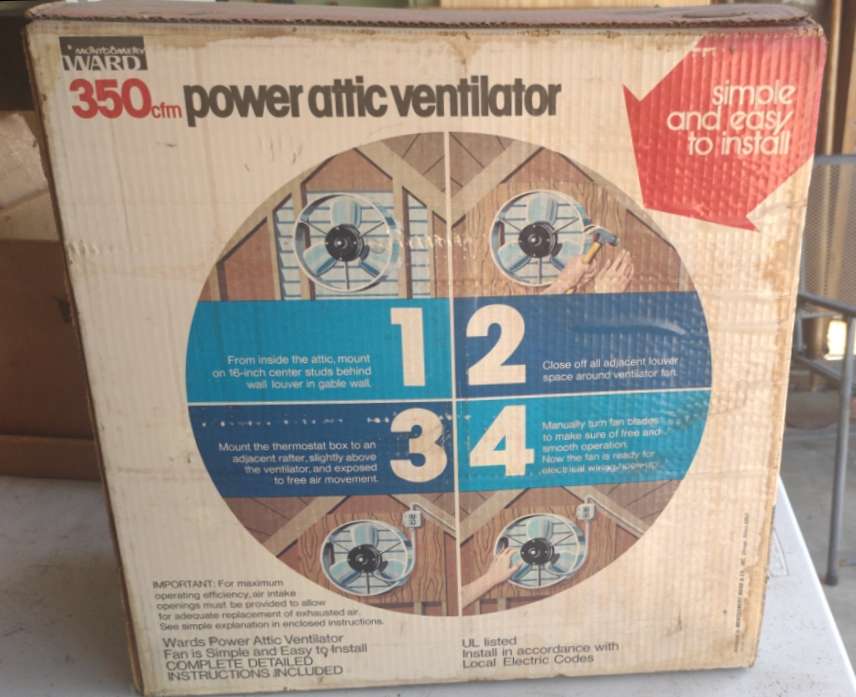 MONTGOMERY
WARD
350 cfm power attic ventilator
simple
and easy
to install
1
From inside the attic, mount
on 16-inch center studs behind
wall louver in gable wall.
2
Close off all adjacent louver
space around ventilator fan.
3
Mount the thermostat box to an
adjacent rafter, slightly above
the ventilator, and exposed
to free air movement.
4
Manually turn fan blades
to make sure of free and
smooth operation.
Now the fan is ready for
electrical wiring hookup.
IMPORTANT: For maximum
operating efficiency, air intake
openings must be provided to allow
for adequate replacement of exhausted air.
See simple explanation in enclosed instructions.
Wards Power Attic Ventilator
Fan is Simple and Easy to Install
COMPLETE DETAILED
INSTRUCTIONS INCLUDED
UL listed
Install in accordance with
Local Electric Codes